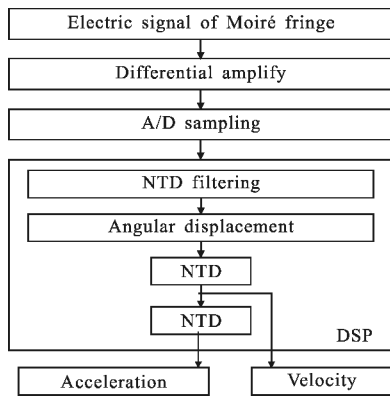 Electric signal of Moiré fringe
Differential amplify
A/D sampling
NTD filtering
Angular displacement
NTD
NTD
DSP
Acceleration
Velocity